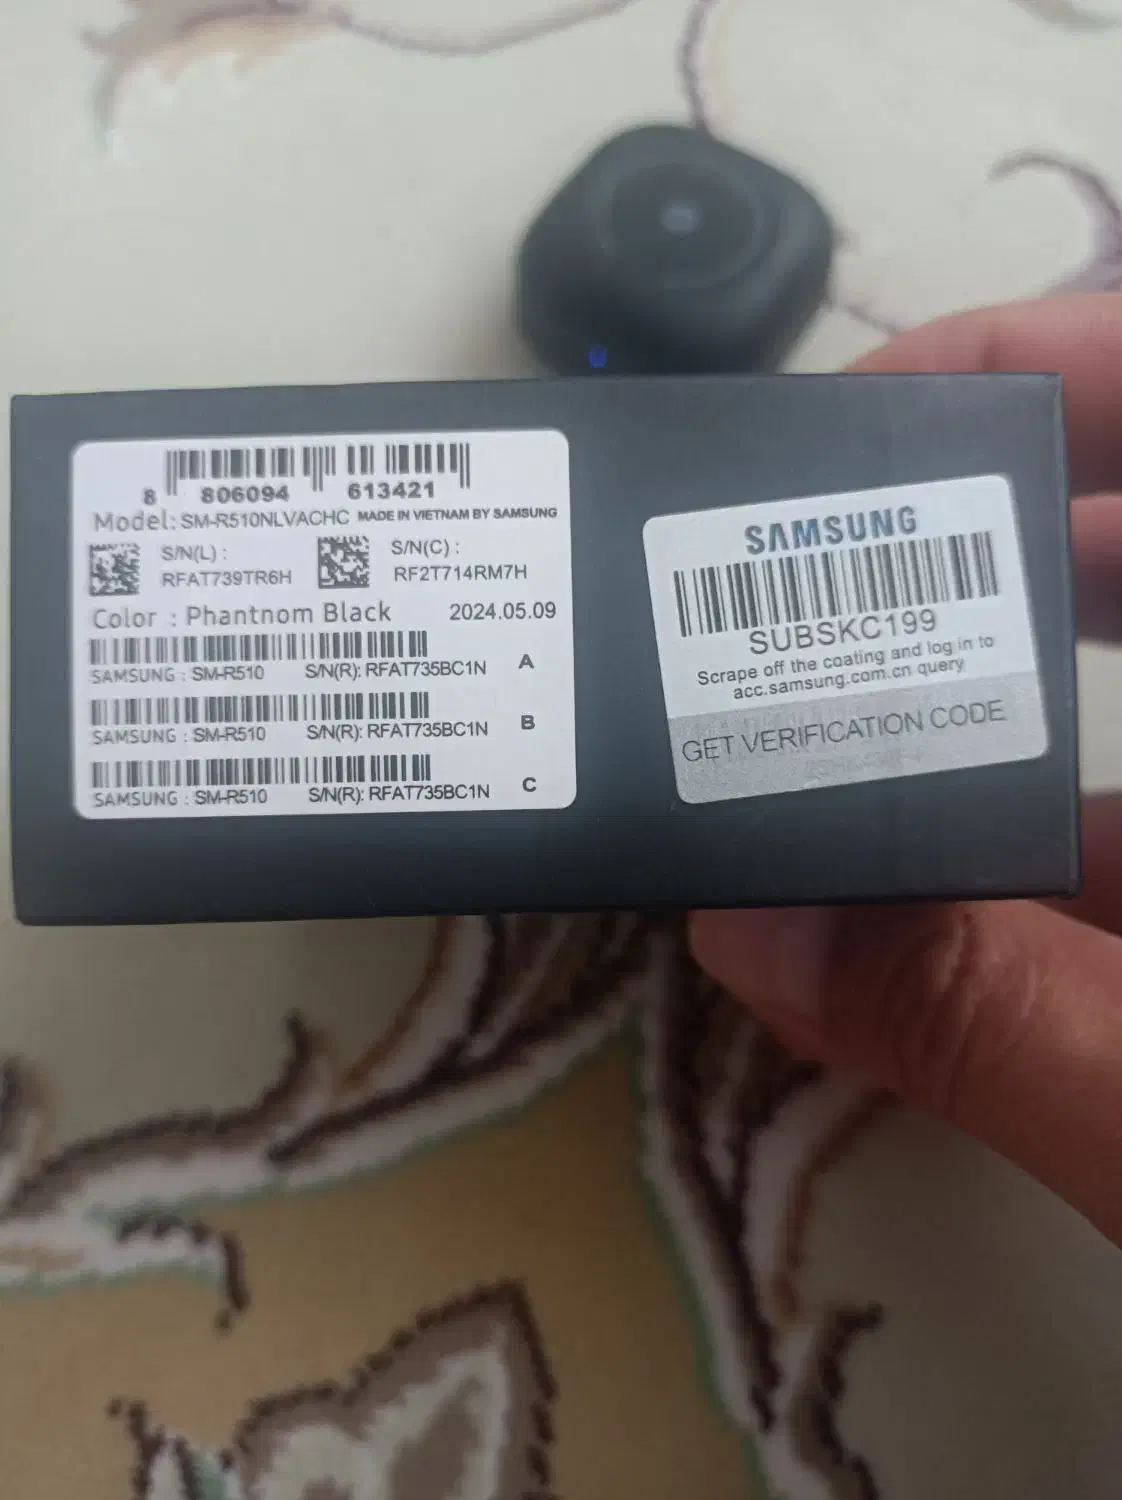 8 806094 613421
Model: SM-R510NLVACHC MADE IN VIETNAM BY SAMSUNG
S/N(L) :
RFAT739TR6H
S/N(C) :
RF2T714RM7H
Color : Phantnom Black 2024.05.09
SAMSUNG : SM-R510 S/N(R): RFAT735BC1N A
SAMSUNG : SM-R510 S/N(R): RFAT735BC1N B
SAMSUNG : SM-R510 S/N(R): RFAT735BC1N C
SAMSUNG
SUBSKC199
Scrape off the coating and log in to
acc.samsung.com.cn query
GET VERIFICATION CODE